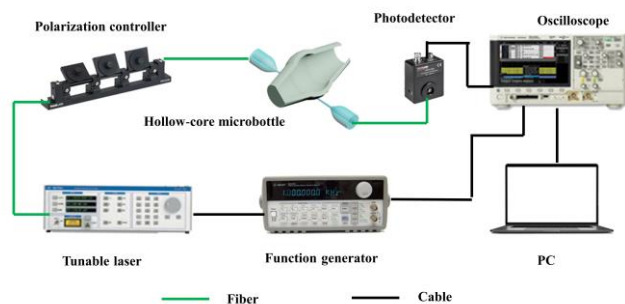 Photodetector
Oscilloscope
Polarization controller
Hollow-core microbottle
Tunable laser
Function generator
PC
Fiber
Cable